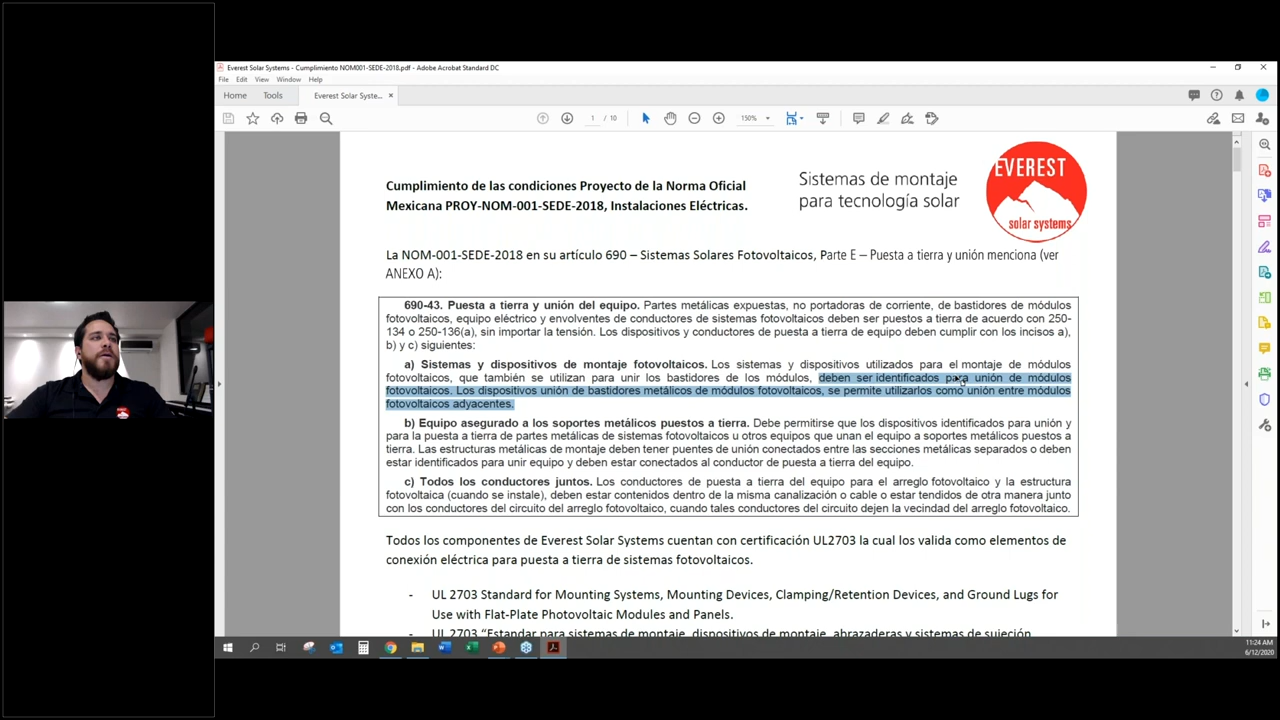 Everest Solar Systems - Cumplimiento NOM001-SEDE-2018.pdf - Adobe Acrobat Standard DC
File Edit View Window Help
Home Tools Everest Solar Syste... ×
1 / 10 150%
Cumplimiento de las condiciones Proyecto de la Norma Oficial
Mexicana PROY-NOM-001-SEDE-2018, Instalaciones Eléctricas.
Sistemas de montaje
para tecnología solar
EVEREST
solar systems
La NOM-001-SEDE-2018 en su artículo 690 – Sistemas Solares Fotovoltaicos, Parte E – Puesta a tierra y unión menciona (ver
ANEXO A):
690-43. Puesta a tierra y unión del equipo. Partes metálicas expuestas, no portadoras de corriente, de bastidores de módulos
fotovoltaicos, equipo eléctrico y envolventes de conductores de sistemas fotovoltaicos deben ser puestos a tierra de acuerdo con 250-
134 o 250-136(a), sin importar la tensión. Los dispositivos y conductores de puesta a tierra de equipo deben cumplir con los incisos a),
b) y c) siguientes:
a) Sistemas y dispositivos de montaje fotovoltaicos. Los sistemas y dispositivos utilizados para el montaje de módulos
fotovoltaicos, que también se utilizan para unir los bastidores de los módulos, deben ser identificados para unión de módulos
fotovoltaicos. Los dispositivos unión de bastidores metálicos de módulos fotovoltaicos, se permite utilizarlos como unión entre módulos
fotovoltaicos adyacentes.
b) Equipo asegurado a los soportes metálicos puestos a tierra. Debe permitirse que los dispositivos identificados para unión y
para la puesta a tierra de partes metálicas de sistemas fotovoltaicos u otros equipos que unan el equipo a soportes metálicos puestos a
tierra. Las estructuras metálicas de montaje deben tener puentes de unión conectados entre las secciones metálicas separados o deben
estar identificados para unir equipo y deben estar conectados al conductor de puesta a tierra del equipo.
c) Todos los conductores juntos. Los conductores de puesta a tierra del equipo para el arreglo fotovoltaico y la estructura
fotovoltaica (cuando se instale), deben estar contenidos dentro de la misma canalización o cable o estar tendidos de otra manera junto
con los conductores del circuito del arreglo fotovoltaico, cuando tales conductores del circuito dejen la vecindad del arreglo fotovoltaico.
Todos los componentes de Everest Solar Systems cuentan con certificación UL2703 la cual los valida como elementos de
conexión eléctrica para puesta a tierra de sistemas fotovoltaicos.
- UL 2703 Standard for Mounting Systems, Mounting Devices, Clamping/Retention Devices, and Ground Lugs for
Use with Flat-Plate Photovoltaic Modules and Panels.
- UL 2703 “Estandar para sistemas de montaje, dispositivos de montaje, abrazaderas y sistemas de sujeción
11:24 AM
6/12/2020